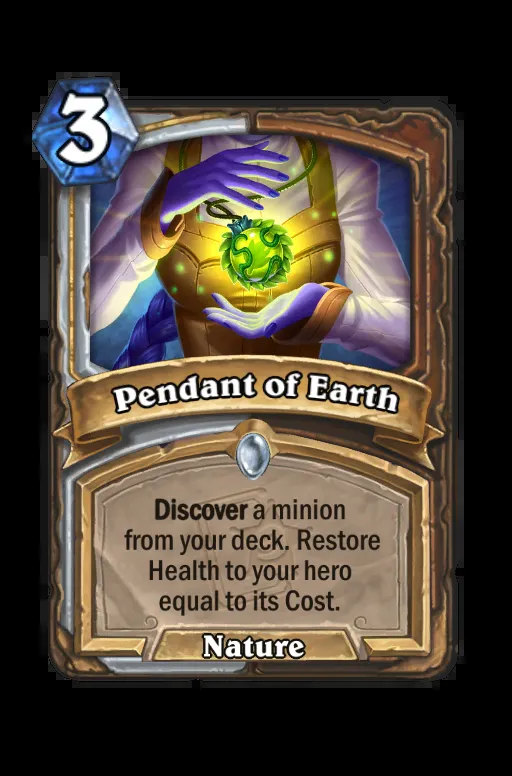 3
Pendant of Earth
Discover a minion
from your deck. Restore
Health to your hero
equal to its Cost.
Nature